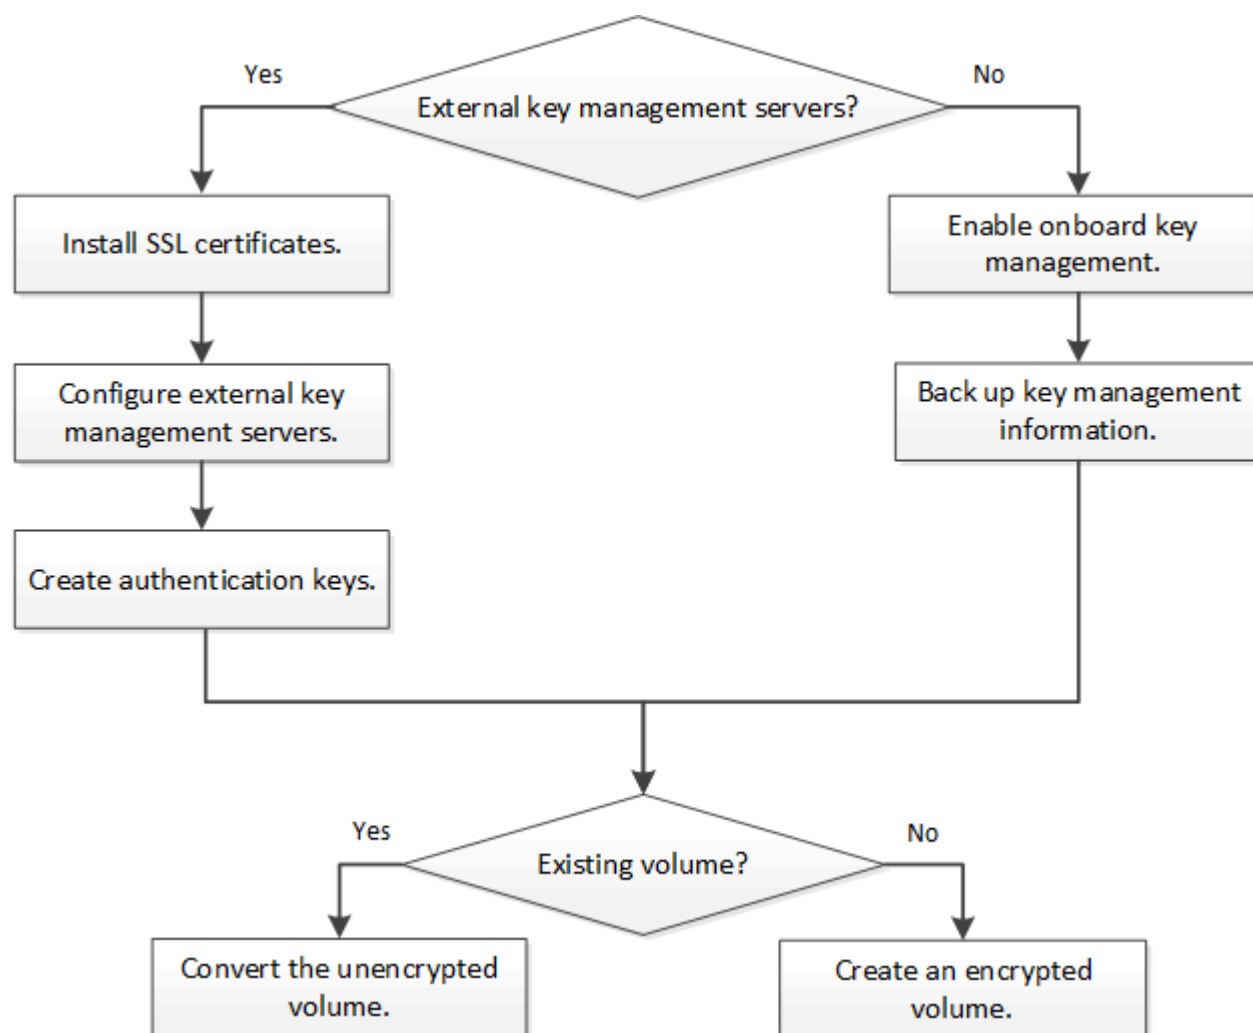 Yes
No
External key management servers?
Install SSL certificates.
Enable onboard key
management.
Configure external key
management servers.
Back up key management
information.
Create authentication keys.
Yes
No
Existing volume?
Convert the unencrypted
volume.
Create an encrypted
volume.